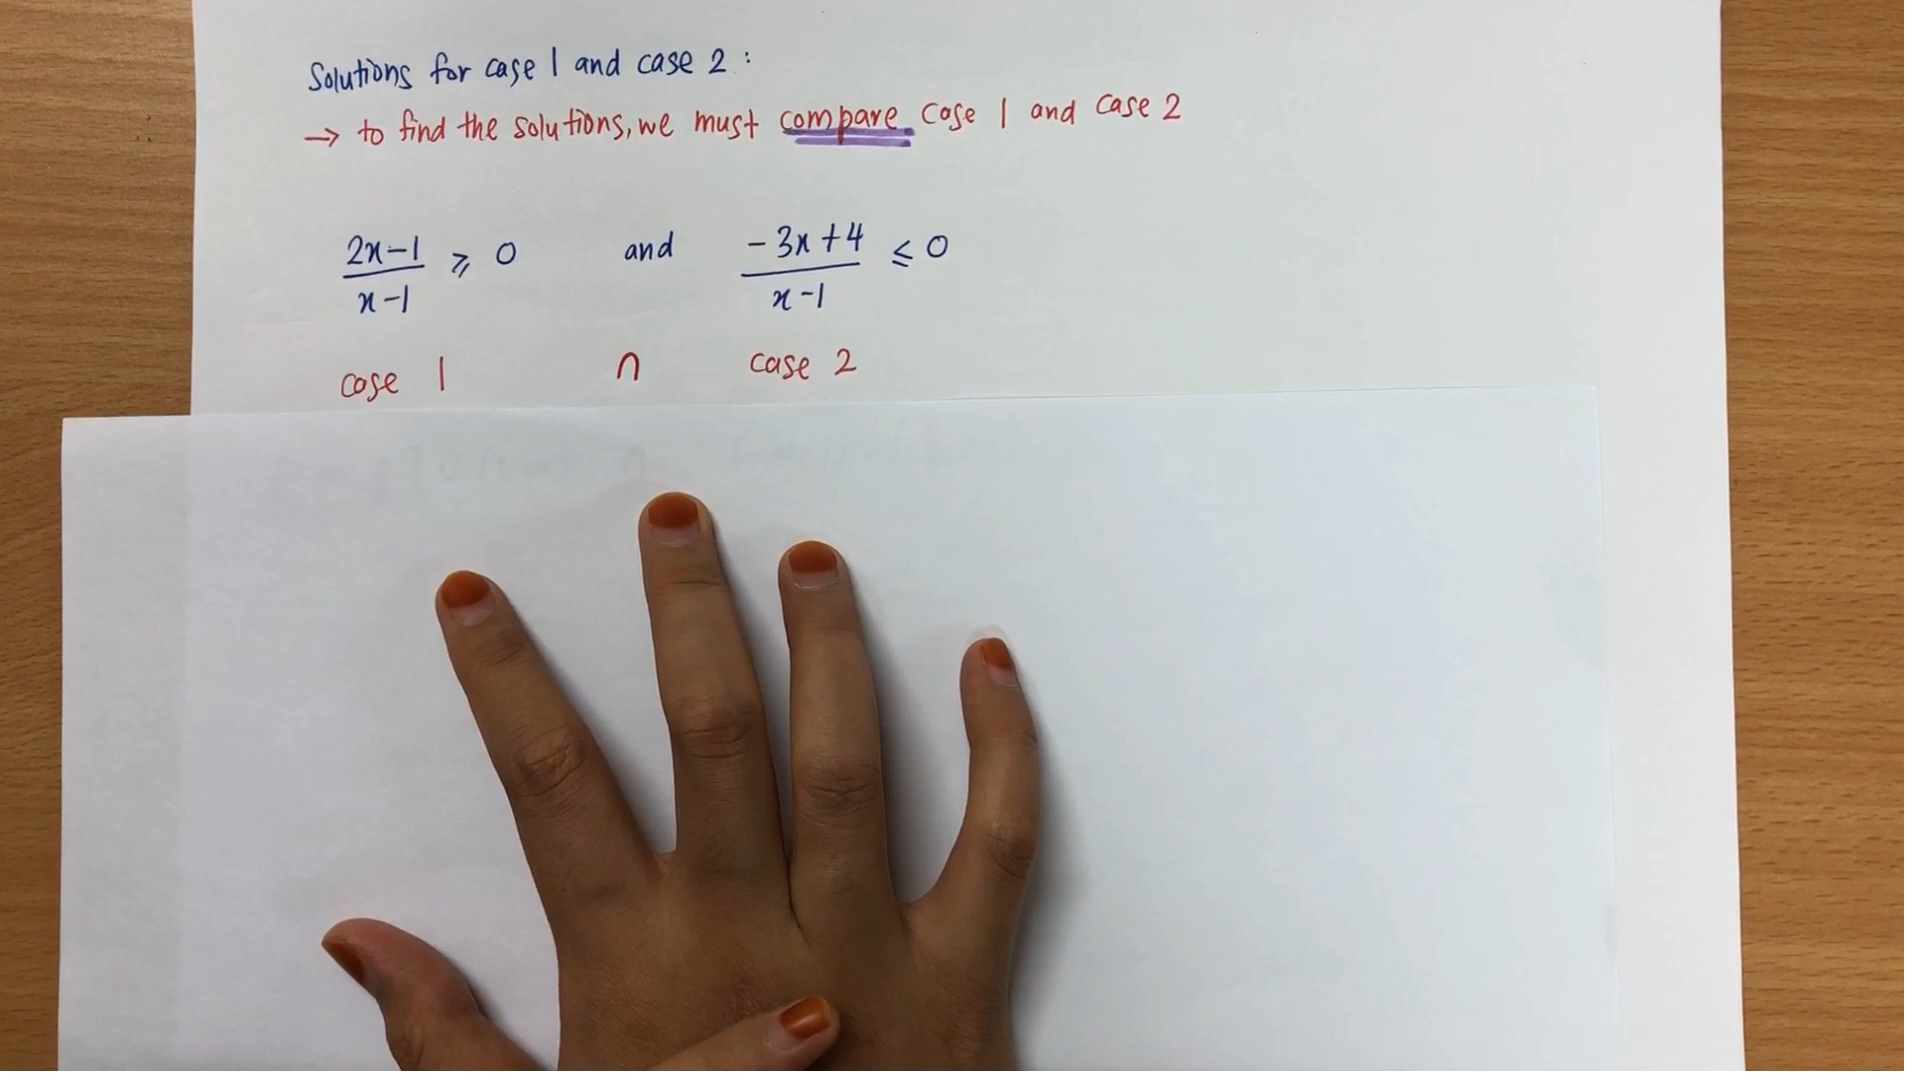 Solutions for case 1 and case 2 :
→ to find the solutions, we must compare case 1 and case 2
2x-1/x-1 ≥ 0 and -3x+4/x-1 ≤ 0
case 1 ∩ case 2